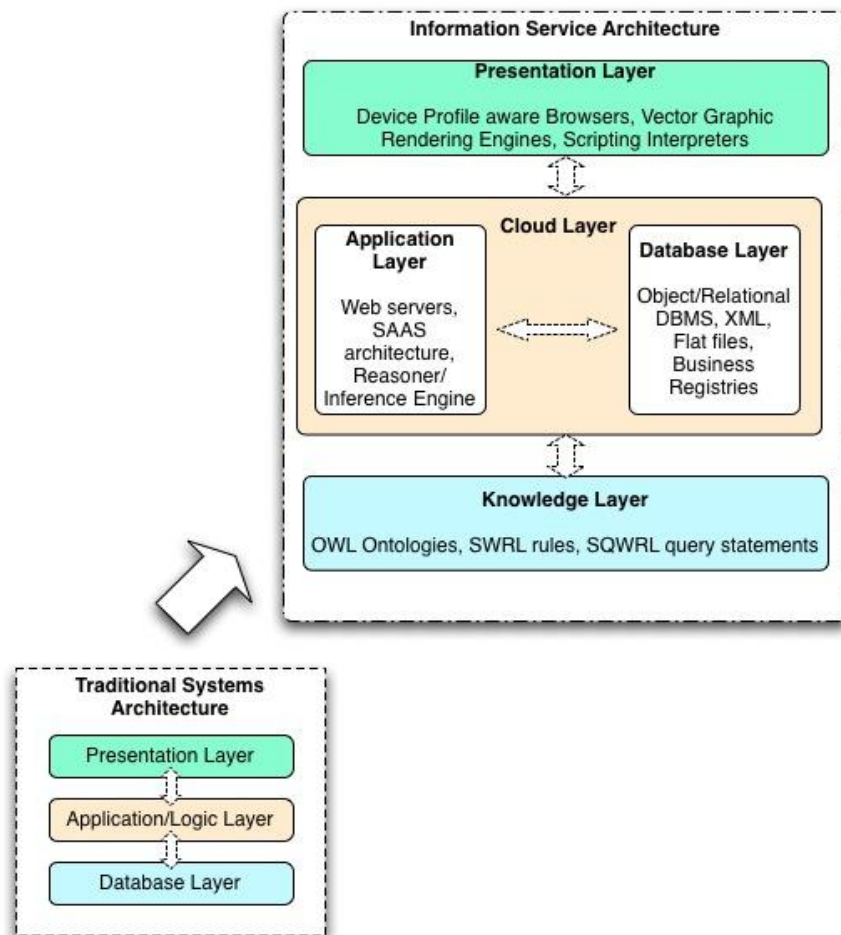 Information Service Architecture
Presentation Layer
Device Profile aware Browsers, Vector Graphic
Rendering Engines, Scripting Interpreters
Cloud Layer
Application
Layer
Web servers,
SAAS
architecture,
Reasoner/
Inference Engine
Database Layer
Object/Relational
DBMS, XML,
Flat files,
Business
Registries
Knowledge Layer
OWL Ontologies, SWRL rules, SQWRL query statements
Traditional Systems
Architecture
Presentation Layer
Application/Logic Layer
Database Layer